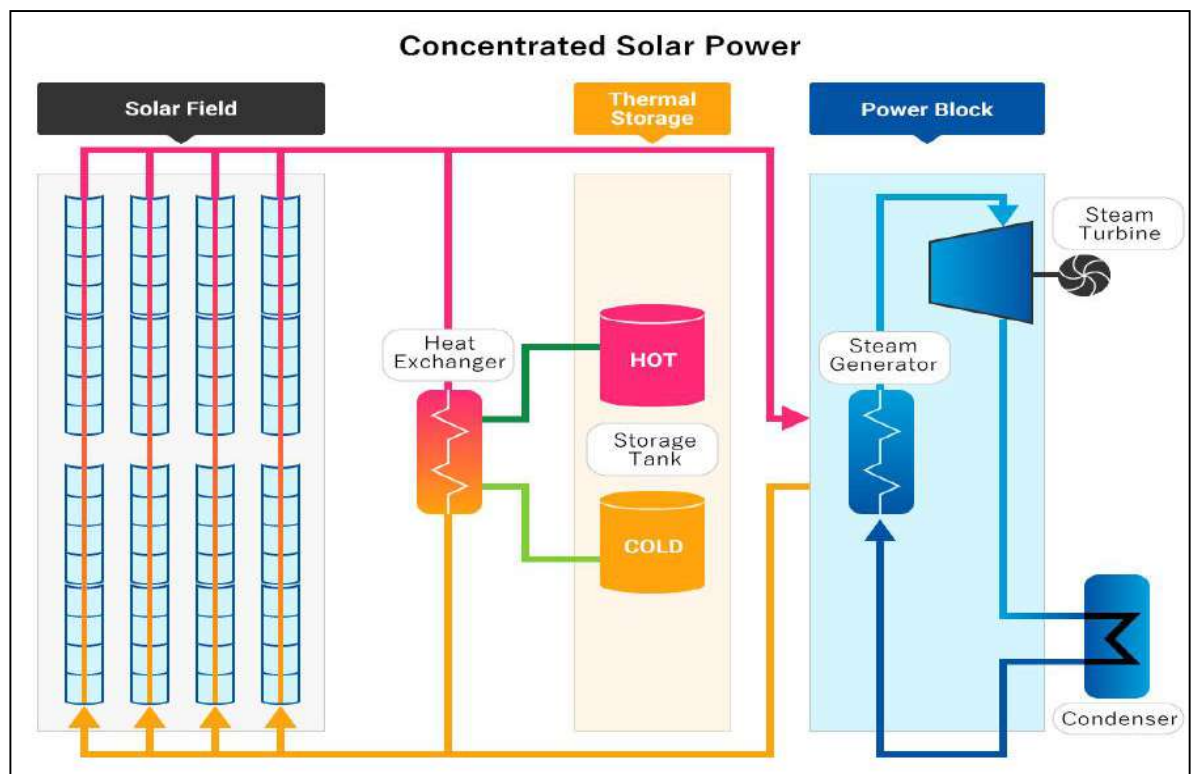 Concentrated Solar Power
Solar Field
Thermal
Storage
Power Block
Steam
Turbine
Heat
Exchanger
HOT
Steam
Generator
Storage
Tank
COLD
Condenser